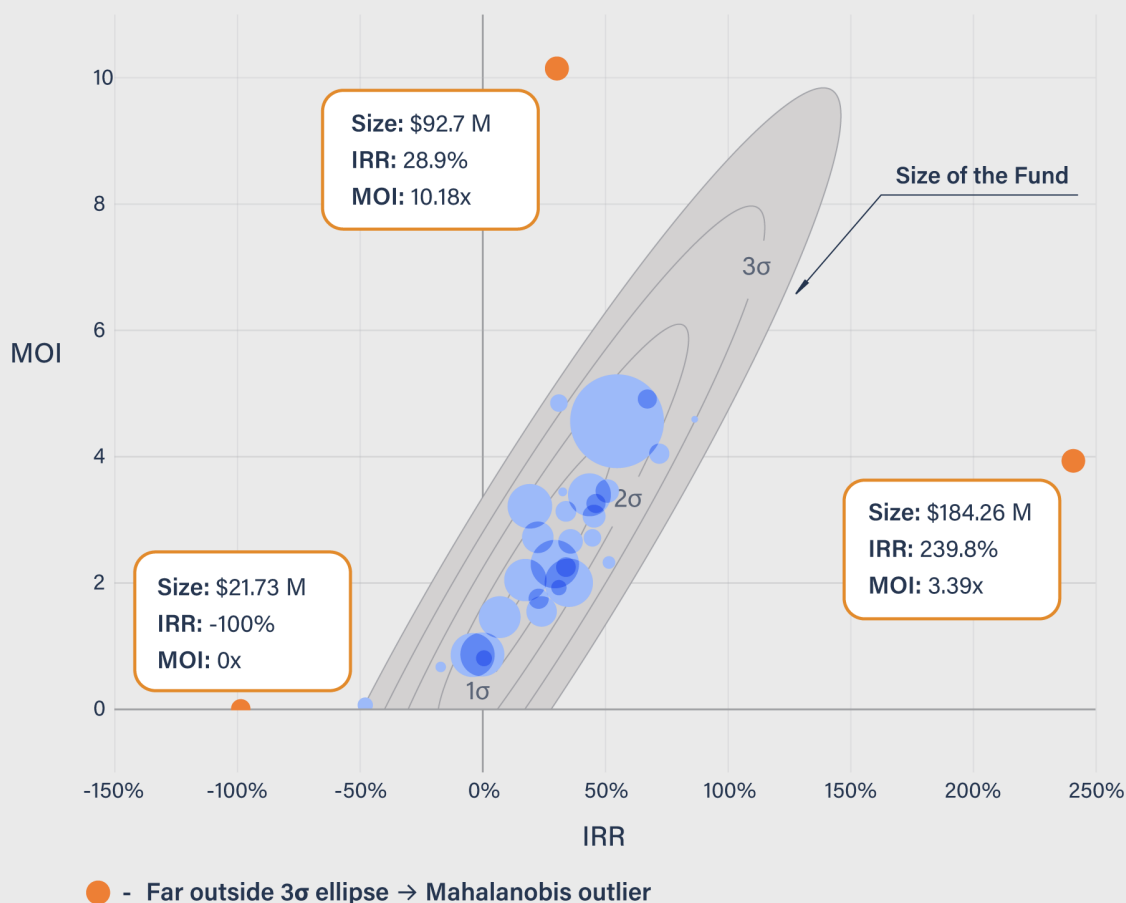 10
Size: $92.7 M
IRR: 28.9%
MOI: 10.18x
Size of the Fund
8
3σ
6
MOI
4
Size: $184.26 M
IRR: 239.8%
MOI: 3.39x
2σ
2
Size: $21.73 M
IRR: -100%
MOI: 0x
1σ
0
-150% -100% -50% 0% 50% 100% 150% 200% 250%
IRR
- Far outside 3σ ellipse → Mahalanobis outlier